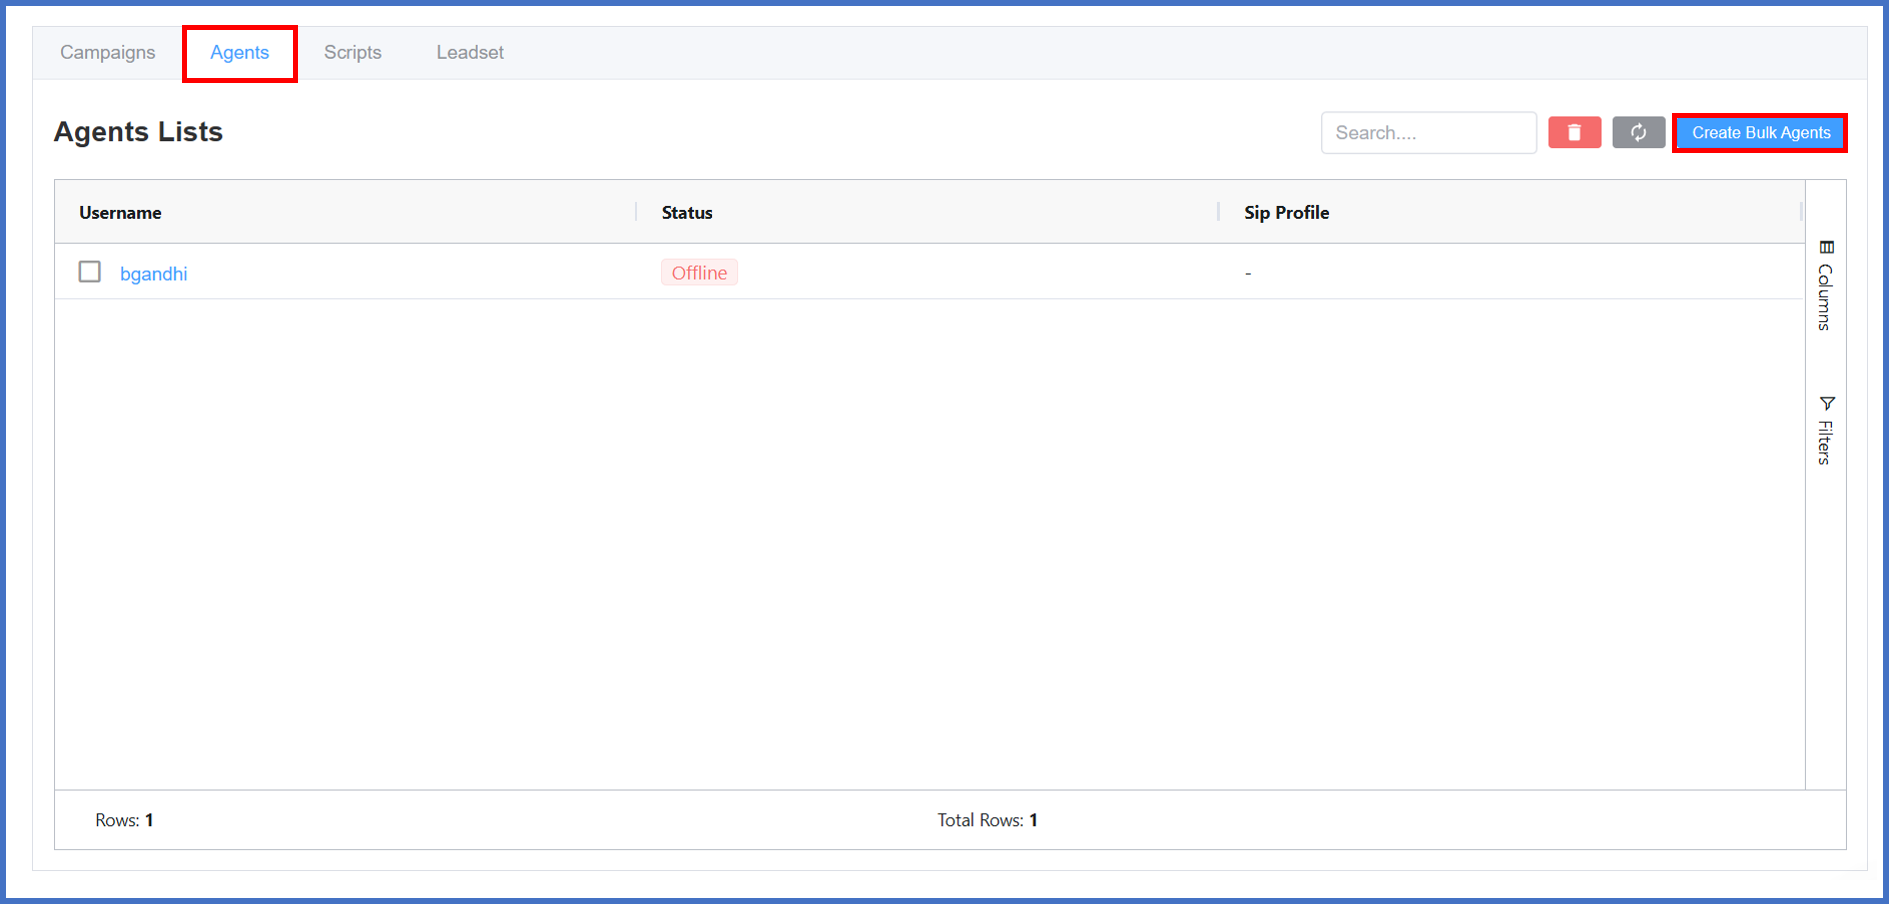 Campaigns Agents Scripts Leadset
Agents Lists
Search.... Create Bulk Agents
Username Status Sip Profile
bgandhi Offline -
Columns
Filters
Rows: 1 Total Rows: 1